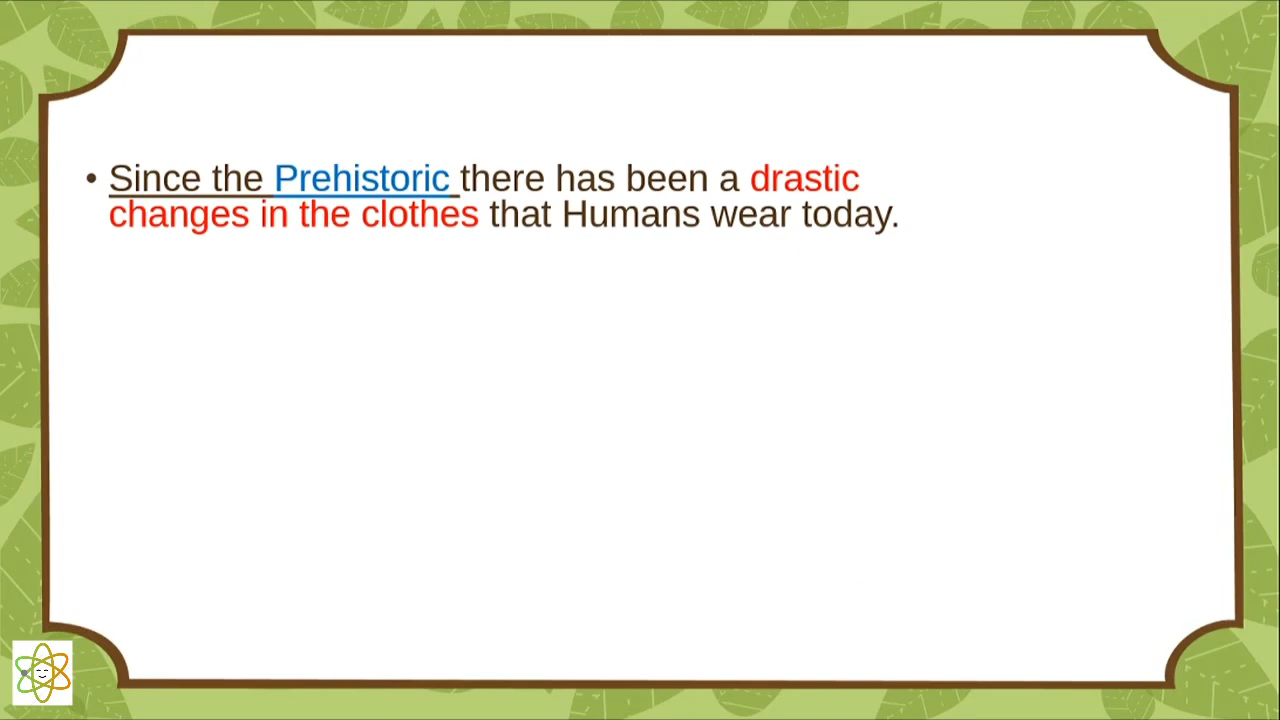 • Since the Prehistoric there has been a drastic
changes in the clothes that Humans wear today.